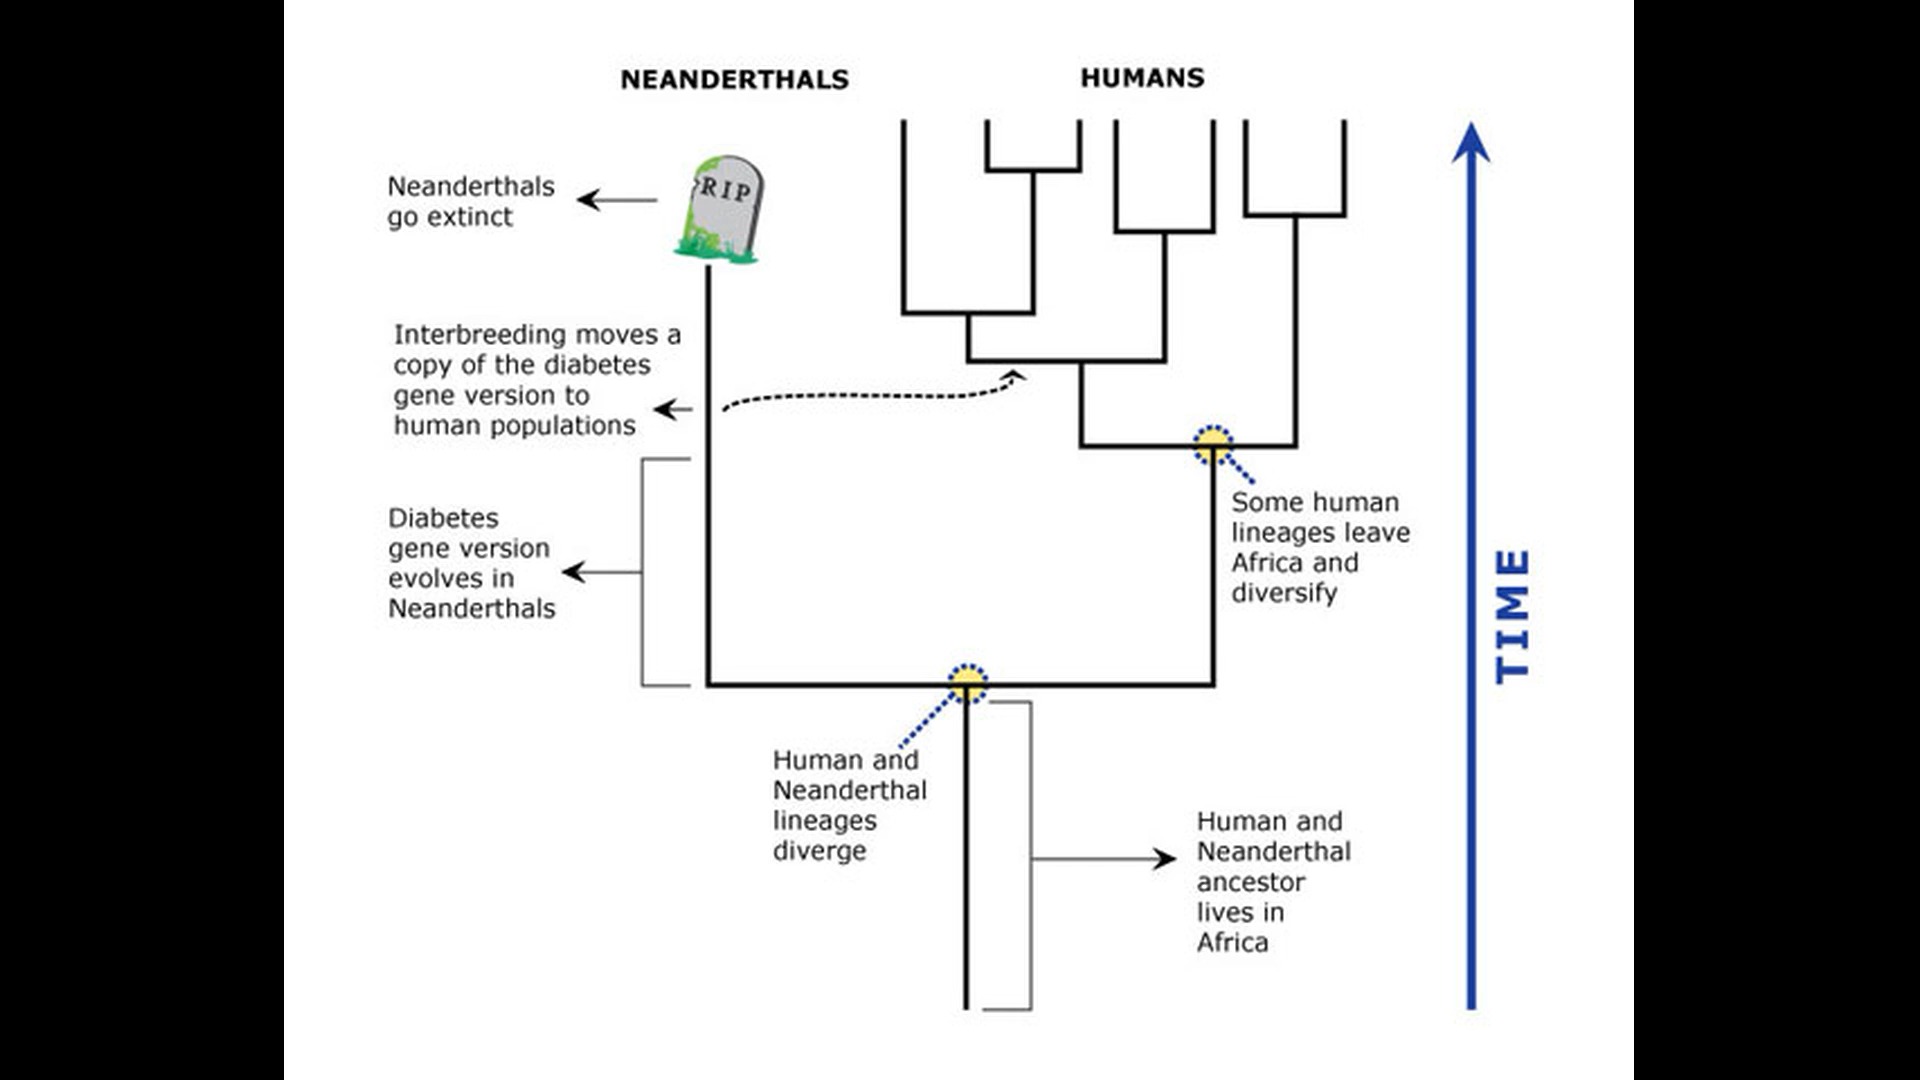 NEANDERTHALS
HUMANS
Neanderthals
go extinct
RIP
Interbreeding moves a
copy of the diabetes
gene version to
human populations
Diabetes
gene version
evolves in
Neanderthals
Some human
lineages leave
Africa and
diversify
TIME
Human and
Neanderthal
lineages
diverge
Human and
Neanderthal
ancestor
lives in
Africa